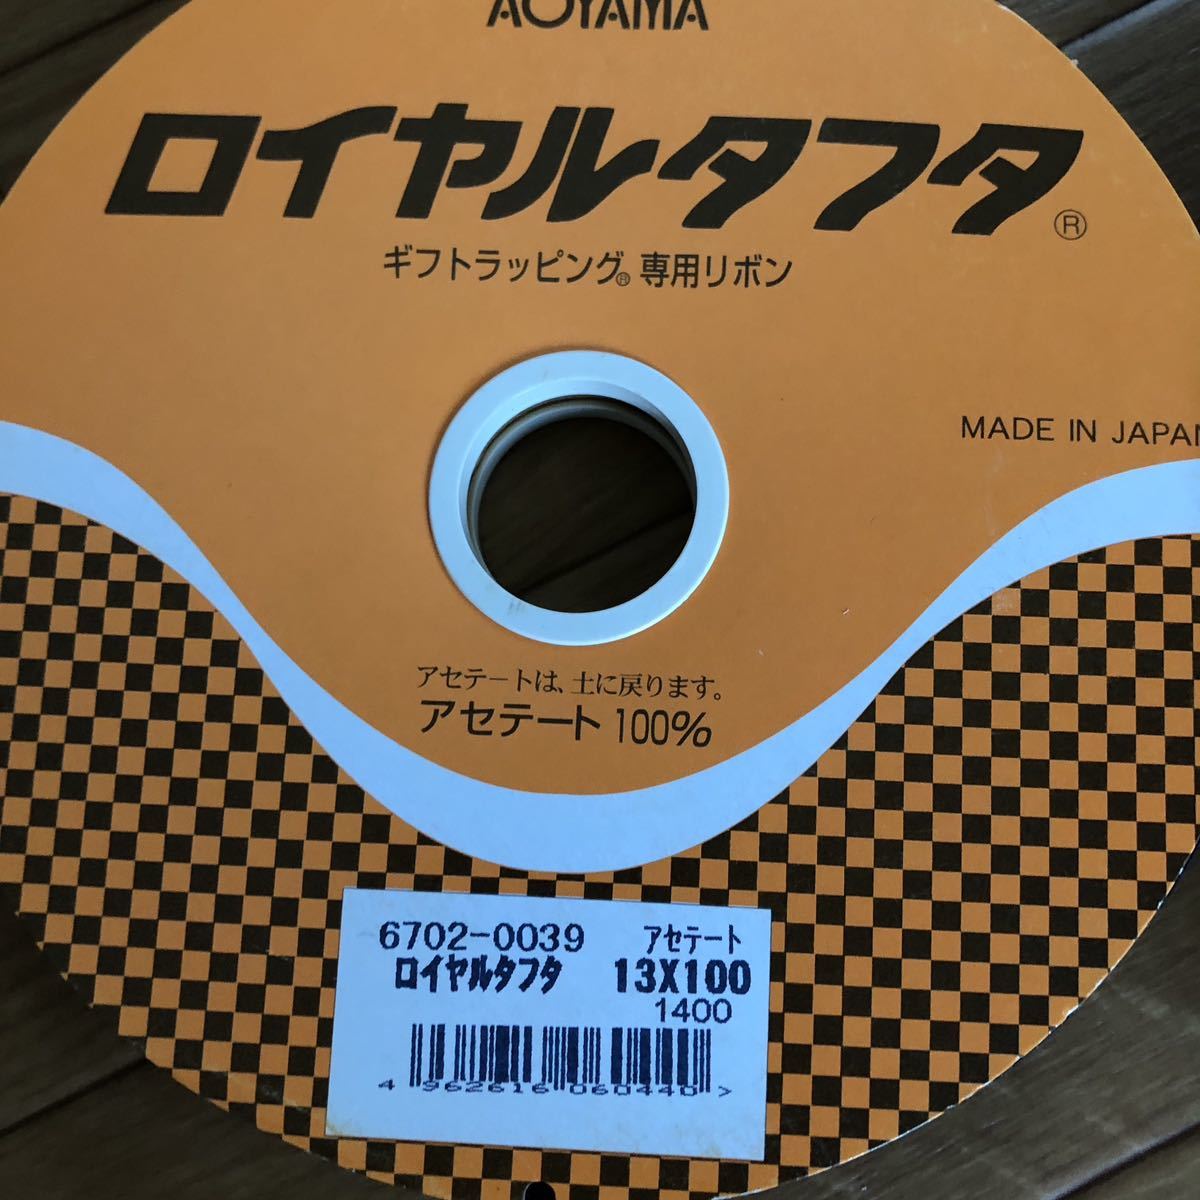 AOYAMA
ロイヤルタフタ®
ギフトラッピング® 専用リボン
MADE IN JAPAN
アセテートは、土に戻ります。
アセテート 100%
6702-0039 アセテート
ロイヤルタフタ 13X100
1400
4 962616 060440 >